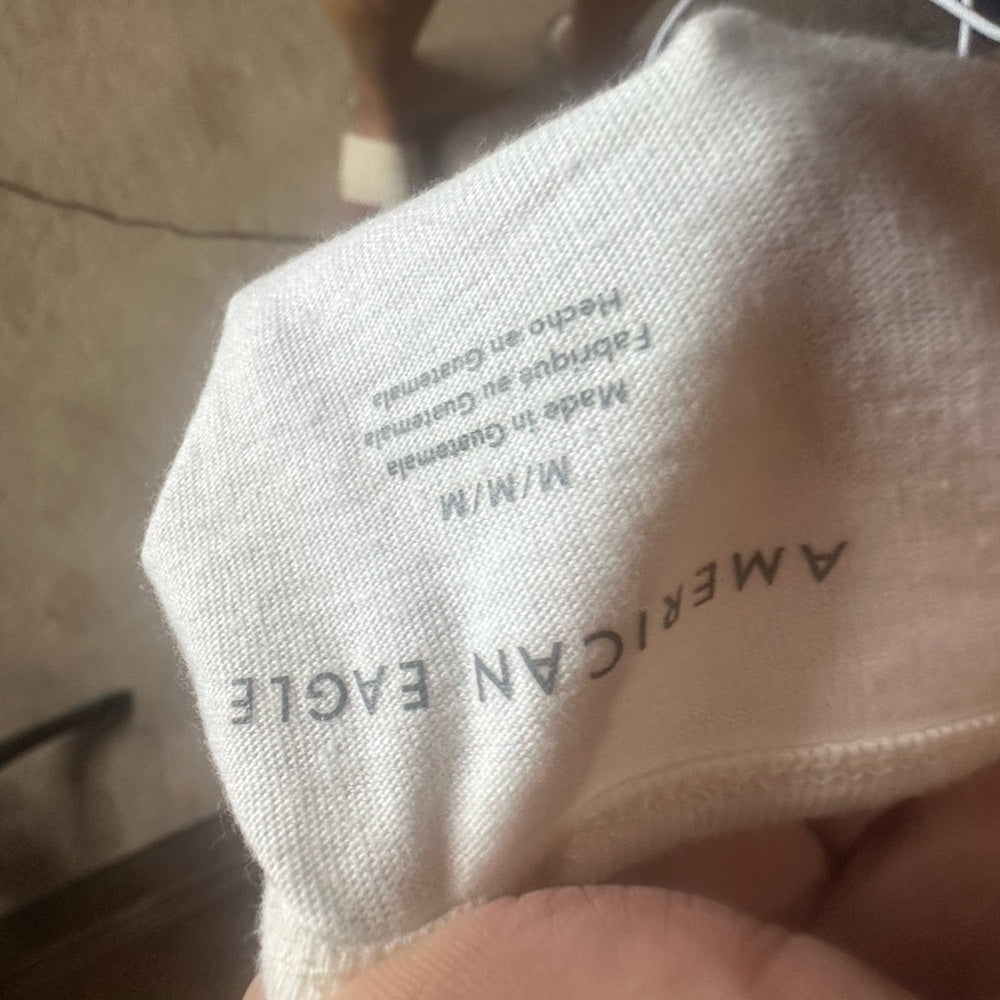 AMERICAN EAGLE
M/M/M
Made in Guatemala
Fabriqué au Guatemala
Hecho en Guatemala